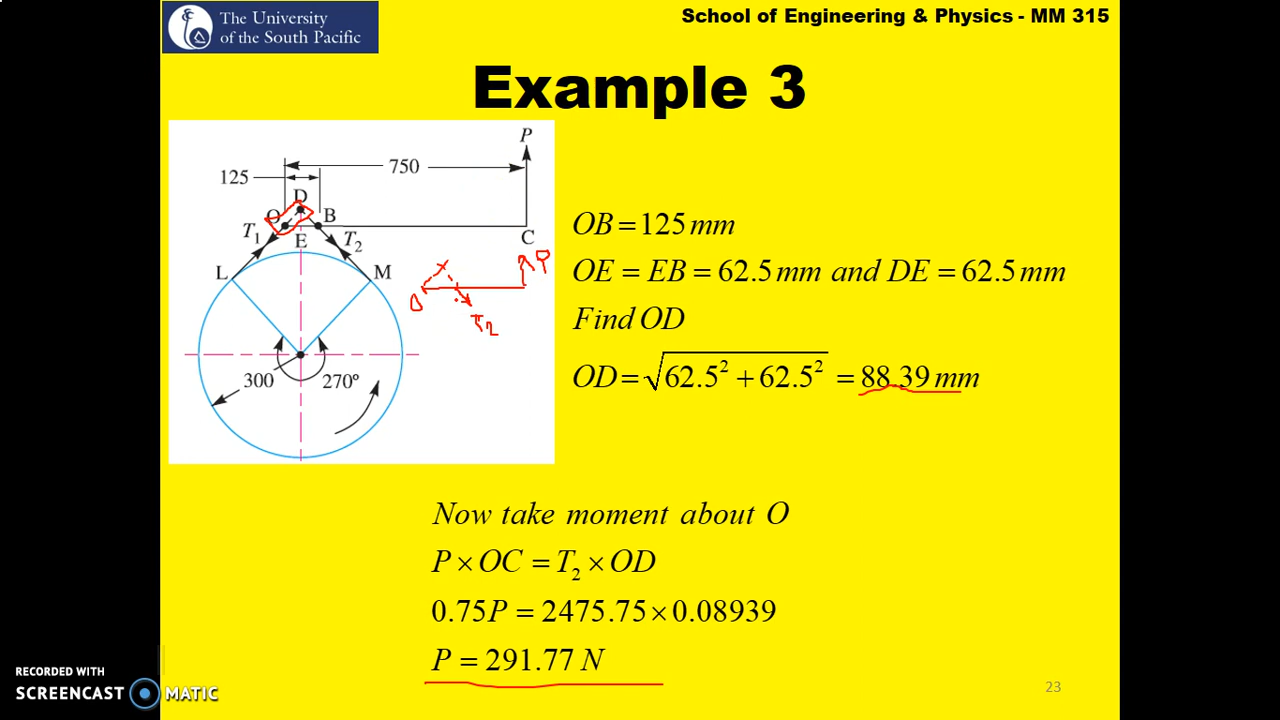 The University
of the South Pacific
School of Engineering & Physics - MM 315
Example 3
P
750
125
D
O
B
T1
E
T2
C
L
M
300
270°
O
P
T2
OB = 125 mm
OE = EB = 62.5 mm and DE = 62.5 mm
Find OD
OD = √62.5² + 62.5² = 88.39 mm
Now take moment about O
P × OC = T₂ × OD
0.75P = 2475.75 × 0.08939
P = 291.77 N
RECORDED WITH
SCREENCAST MATIC
23